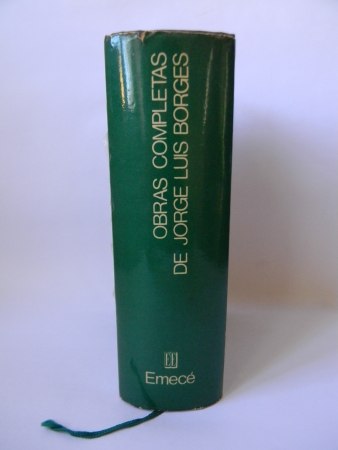 OBRAS COMPLETAS
DE JORGE LUIS BORGES
Emecé